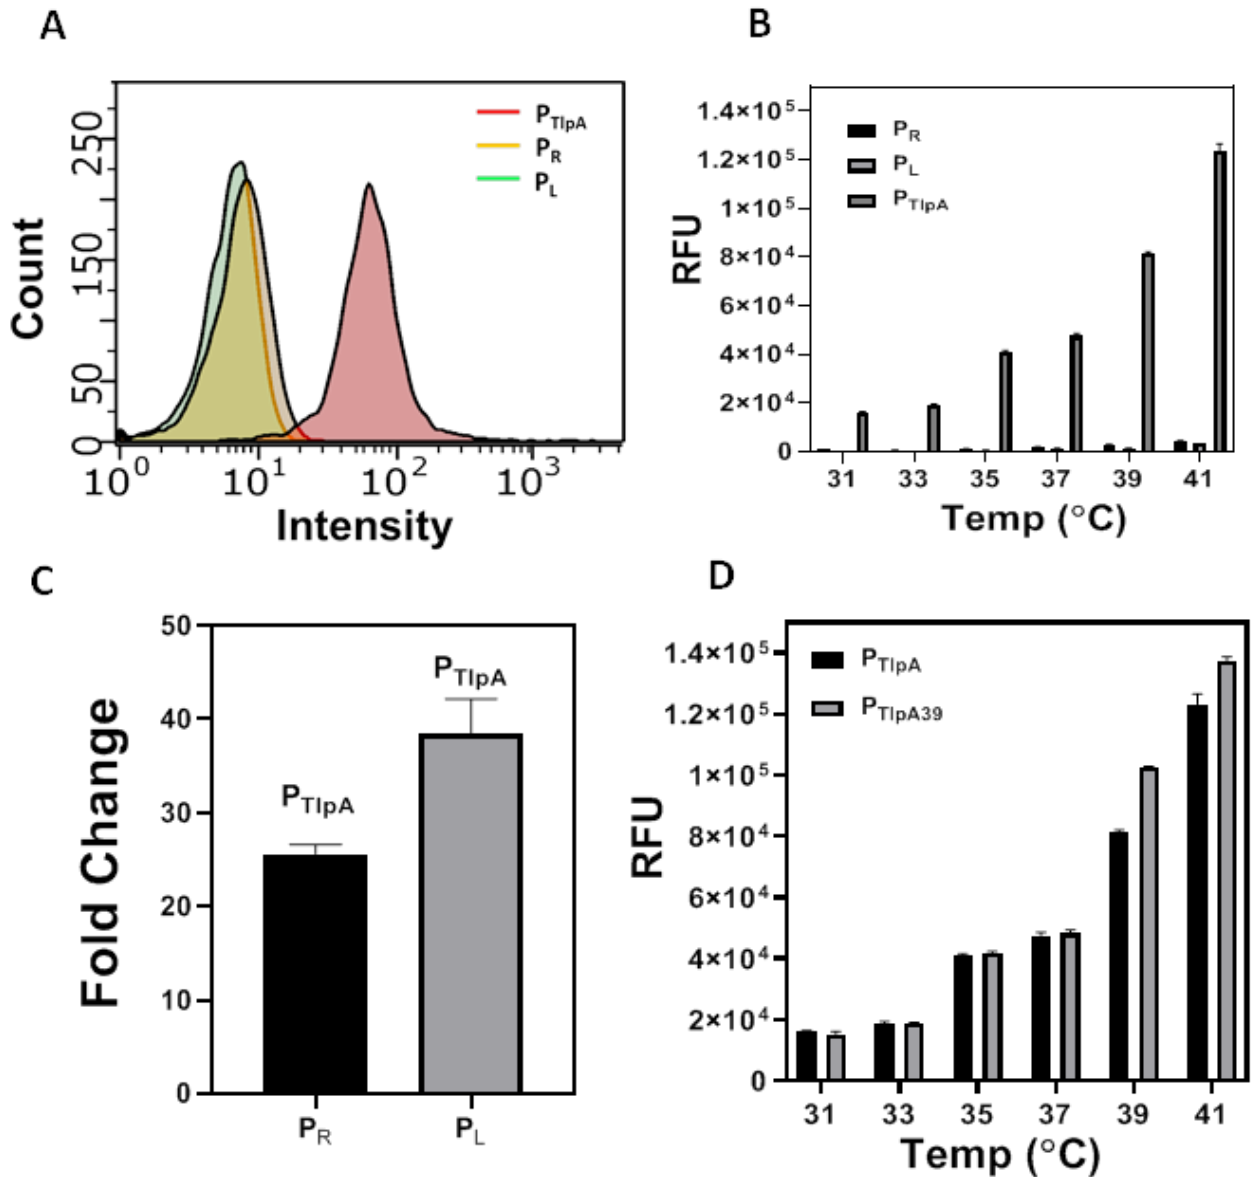 A
250
150
50
0
Count
P_TlpA
P_R
P_L
10^0 10^1 10^2 10^3
Intensity
B
RFU
1.4×10^5
1.2×10^5
1×10^5
8×10^4
6×10^4
4×10^4
2×10^4
0
P_R
P_L
P_TlpA
31 33 35 37 39 41
Temp (°C)
C
Fold Change
50
40
30
20
10
0
P_TlpA
P_TlpA
P_R P_L
D
RFU
1.4×10^5
1.2×10^5
1×10^5
8×10^4
6×10^4
4×10^4
2×10^4
0
P_TlpA
P_TlpA39
31 33 35 37 39 41
Temp (°C)